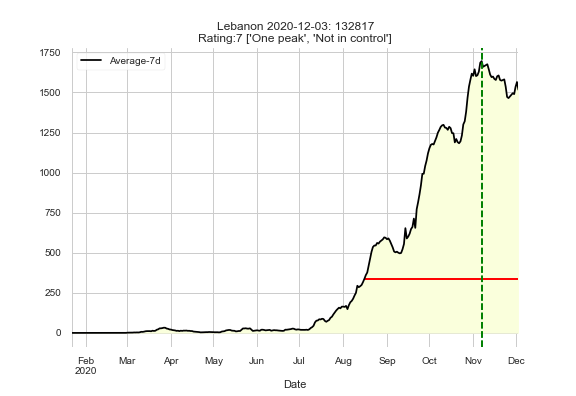 Lebanon 2020-12-03: 132817
Rating:7 ['One peak', 'Not in control']
Average-7d
1750
1500
1250
1000
750
500
250
0
Feb Mar Apr May Jun Jul Aug Sep Oct Nov Dec
2020
Date